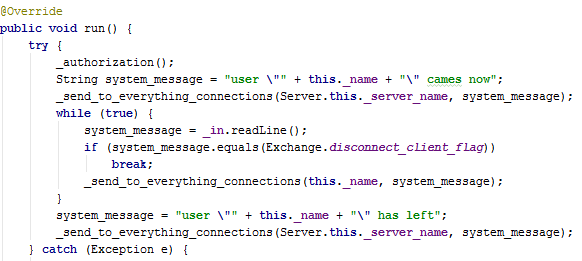 @Override
public void run() {
try {
_authorization();
String system_message = "user \"" + this._name + "\" cames now";
_send_to_everything_connections(Server.this._server_name, system_message);
while (true) {
system_message = _in.readLine();
if (system_message.equals(Exchange.disconnect_client_flag))
break;
_send_to_everything_connections(this._name, system_message);
}
system_message = "user \"" + this._name + "\" has left";
_send_to_everything_connections(Server.this._server_name, system_message);
} catch (Exception e) {